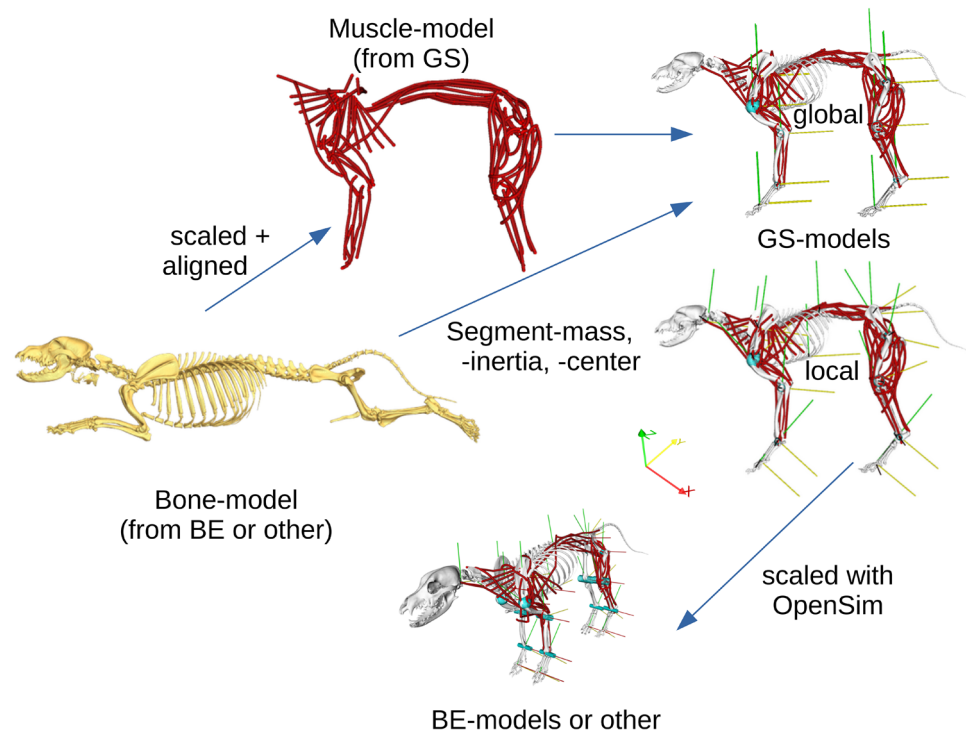 Muscle-model
(from GS)
global
scaled +
aligned
GS-models
Segment-mass,
-inertia, -center
local
Z
Y
X
Bone-model
(from BE or other)
scaled with
OpenSim
BE-models or other